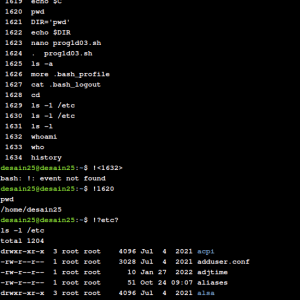 1619 echo $C
1620 pwd
1621 DIR='pwd'
1622 echo $DIR
1623 nano prog1d03.sh
1624 . prog1d03.sh
1625 ls -a
1626 more .bash_profile
1627 cat .bash_logout
1628 cd
1629 ls -l /etc
1630 ls -l /etc
1631 ls -l
1632 whoami
1633 who
1634 history
desain25@desain25:~$ !<1632>
bash: !: event not found
desain25@desain25:~$ !1620
pwd
/home/desain25
desain25@desain25:~$ !?etc?
ls -l /etc
total 1204
drwxr-xr-x 3 root root 4096 Jul 4 2021 acpi
-rw-r--r-- 1 root root 3028 Jul 4 2021 adduser.conf
-rw-r--r-- 1 root root 10 Jan 27 2022 adjtime
-rw-r--r-- 1 root root 51 Oct 24 09:07 aliases
drwxr-xr-x 3 root root 4096 Jul 4 2021 alsa